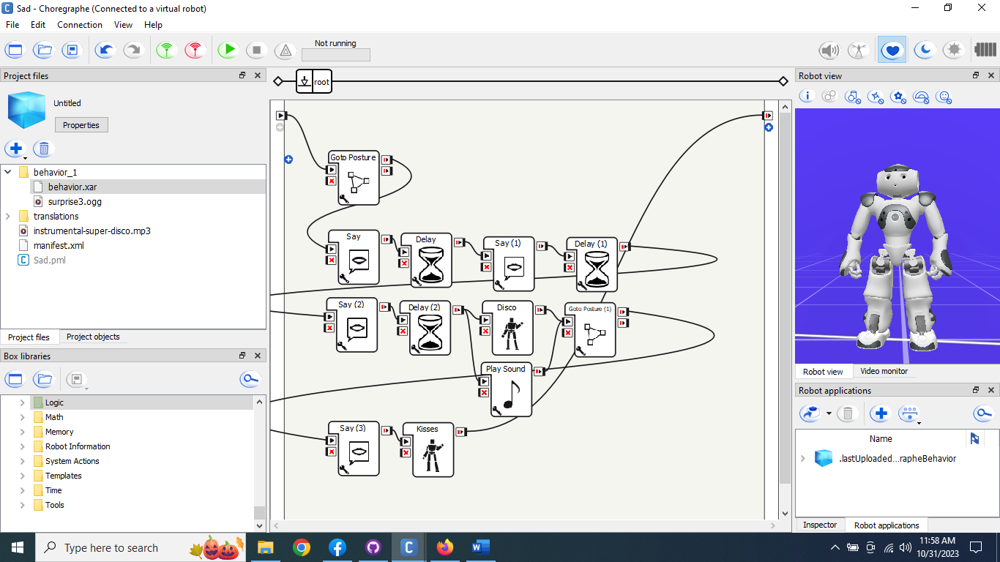 Sad - Choregraphe (Connected to a virtual robot)
File Edit Connection View Help
Not running
Project files
Untitled
Properties
behavior_1
behavior.xar
surprise3.ogg
translations
instrumental-super-disco.mp3
manifest.xml
Sad.pml
Project files Project objects
Box libraries
Logic
Math
Memory
Robot Information
System Actions
Templates
Time
Tools
root
Goto Posture
Say Delay Say (1) Delay (1)
Say (2) Delay (2) Disco Goto Posture (1)
Play Sound
Say (3) Kisses
Robot view
Robot view Video monitor
Robot applications
Name
.lastUploaded...rapheBehavior
Inspector Robot applications
Type here to search
11:58 AM
10/31/2023